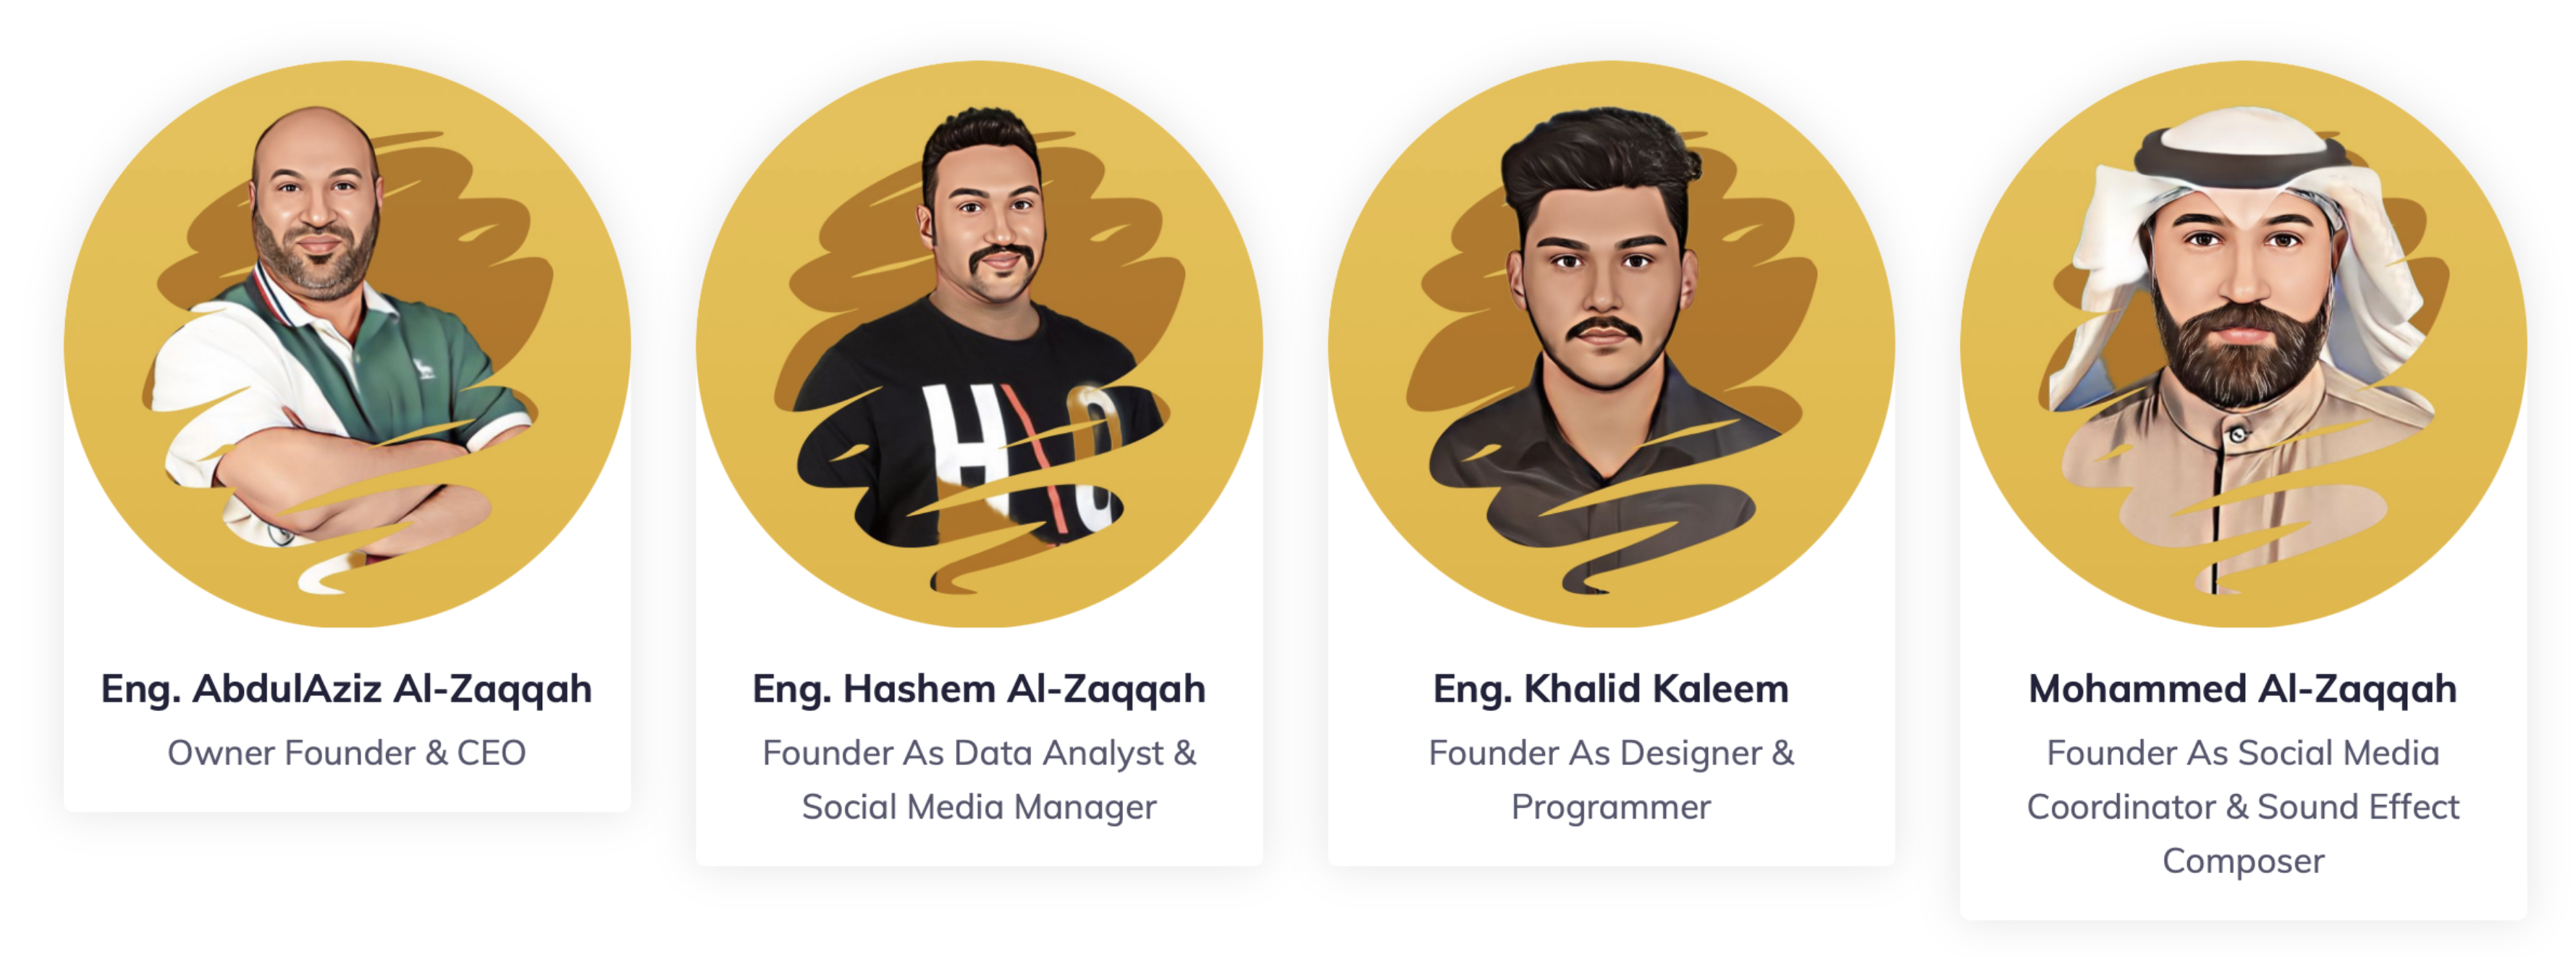 H\O
Eng. AbdulAziz Al-Zaqqah
Owner Founder & CEO
Eng. Hashem Al-Zaqqah
Founder As Data Analyst &
Social Media Manager
Eng. Khalid Kaleem
Founder As Designer &
Programmer
Mohammed Al-Zaqqah
Founder As Social Media
Coordinator & Sound Effect
Composer